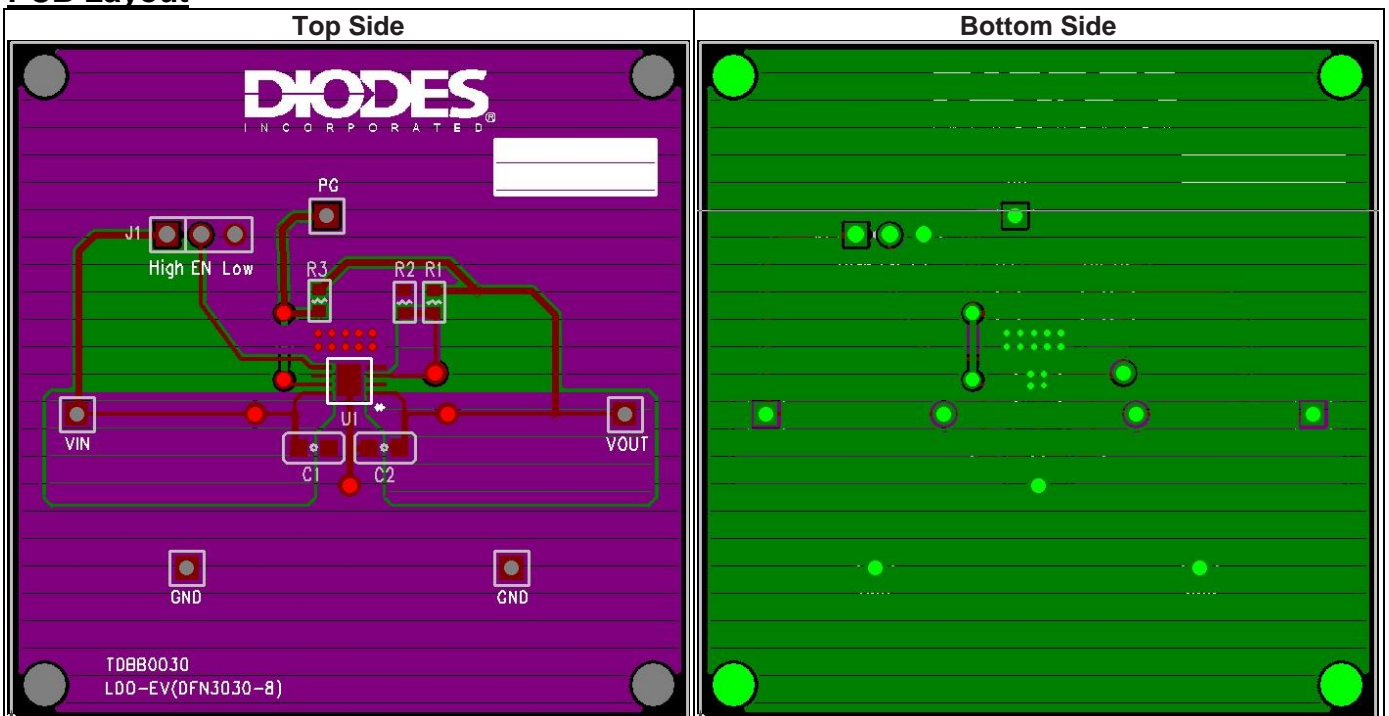 PCB Layout
Top Side
Bottom Side
DIODES®
INCORPORATED
PG
J1
High EN Low
R3
R2 R1
U1
VIN
VOUT
C1
C2
GND
GND
TDBB0030
LDO-EV(DFN3030-8)